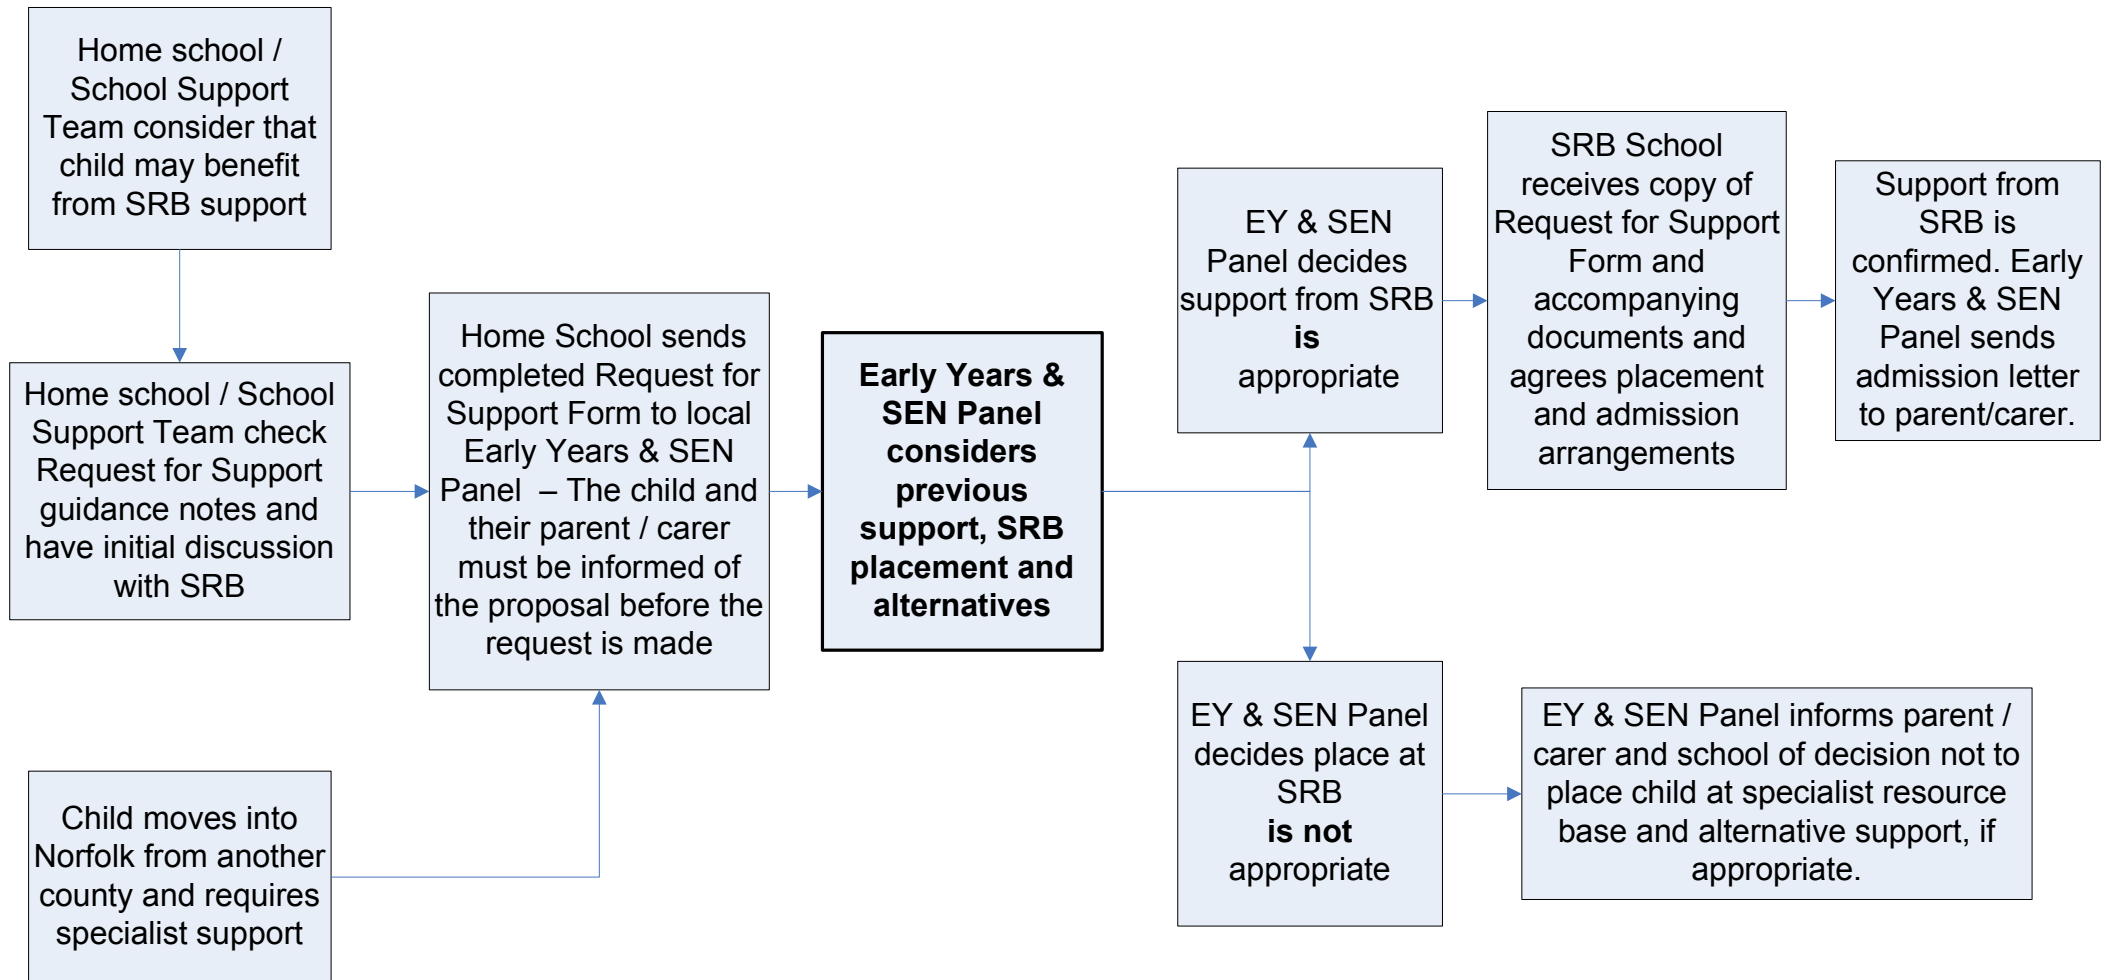 Home school /
School Support
Team consider that
child may benefit
from SRB support
Home school / School
Support Team check
Request for Support
guidance notes and
have initial discussion
with SRB
Child moves into
Norfolk from another
county and requires
specialist support
Home School sends
completed Request for
Support Form to local
Early Years & SEN
Panel – The child and
their parent / carer
must be informed of
the proposal before the
request is made
Early Years &
SEN Panel
considers
previous
support, SRB
placement and
alternatives
EY & SEN
Panel decides
support from SRB
is
appropriate
SRB School
receives copy of
Request for Support
Form and
accompanying
documents and
agrees placement
and admission
arrangements
Support from
SRB is
confirmed. Early
Years & SEN
Panel sends
admission letter
to parent/carer.
EY & SEN Panel
decides place at
SRB
is not
appropriate
EY & SEN Panel informs parent /
carer and school of decision not to
place child at specialist resource
base and alternative support, if
appropriate.